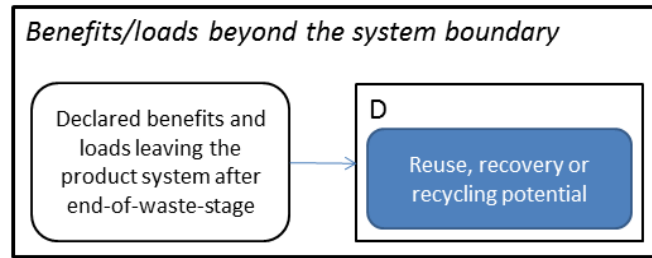 Benefits/loads beyond the system boundary
Declared benefits and
loads leaving the
product system after
end-of-waste-stage
D
Reuse, recovery or
recycling potential